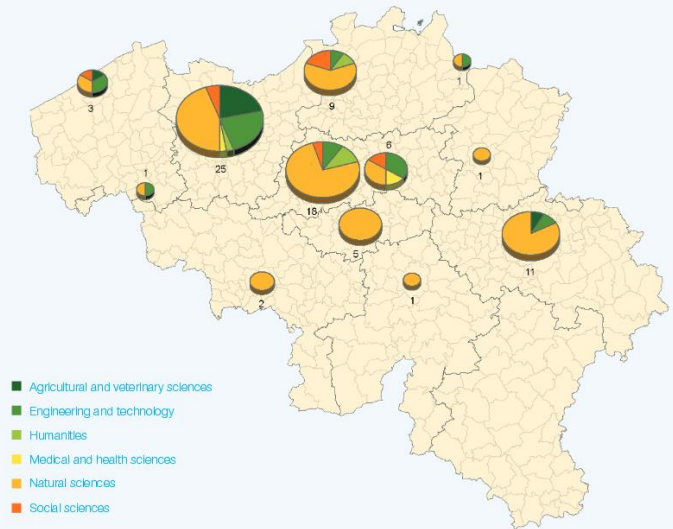 1
9
3
6
25
1
16
1
5
11
2
1
Agricultural and veterinary sciences
Engineering and technology
Humanities
Medical and health sciences
Natural sciences
Social sciences